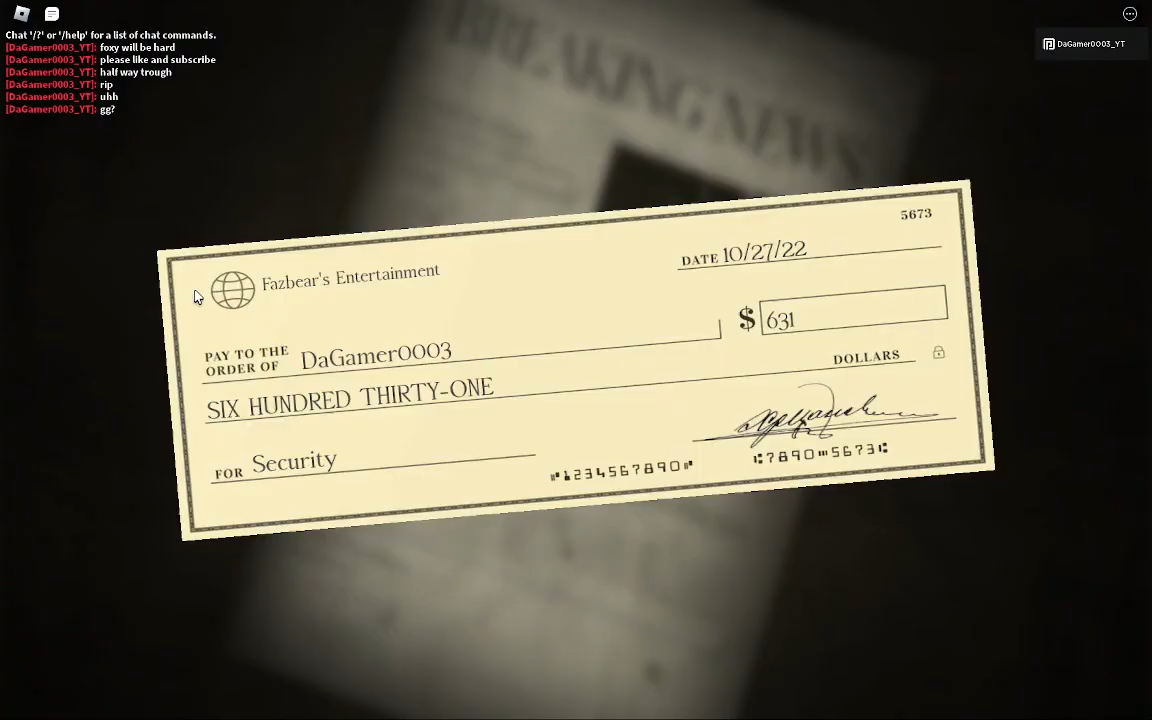 Chat '/?' or '/help' for a list of chat commands.
[DaGamer0003_YT]: foxy will be hard
[DaGamer0003_YT]: please like and subscribe
[DaGamer0003_YT]: half way trough
[DaGamer0003_YT]: rip
[DaGamer0003_YT]: uhh
[DaGamer0003_YT]: gg?
DaGamer0003_YT
BREAKING NEWS
5673
DATE 10/27/22
Fazbear's Entertainment
$ 631
PAY TO THE
ORDER OF DaGamer0003
DOLLARS
SIX HUNDRED THIRTY-ONE
FOR Security
⑈1234567890⑈ ⑆7890⑉5673⑆